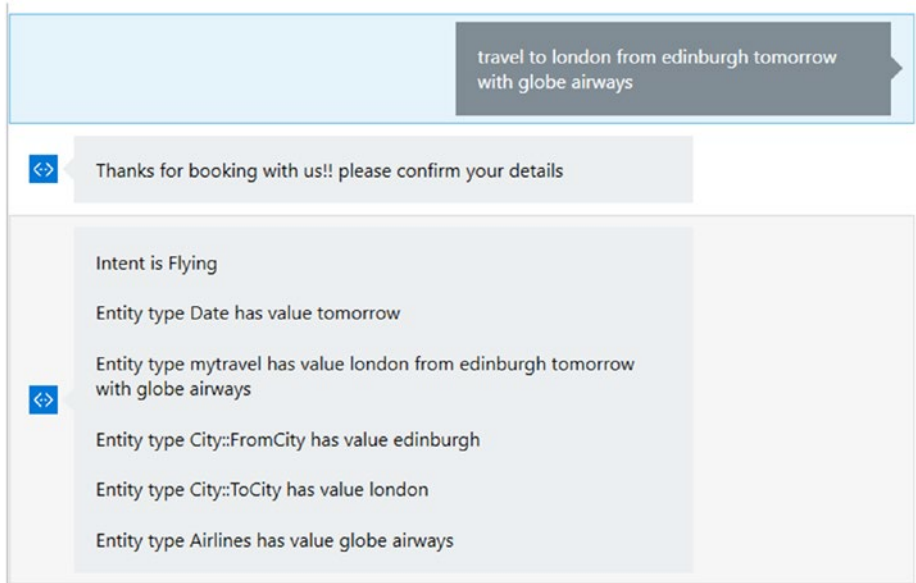 travel to london from edinburgh tomorrow
with globe airways
Thanks for booking with us!! please confirm your details
Intent is Flying
Entity type Date has value tomorrow
Entity type mytravel has value london from edinburgh tomorrow
with globe airways
Entity type City::FromCity has value edinburgh
Entity type City::ToCity has value london
Entity type Airlines has value globe airways